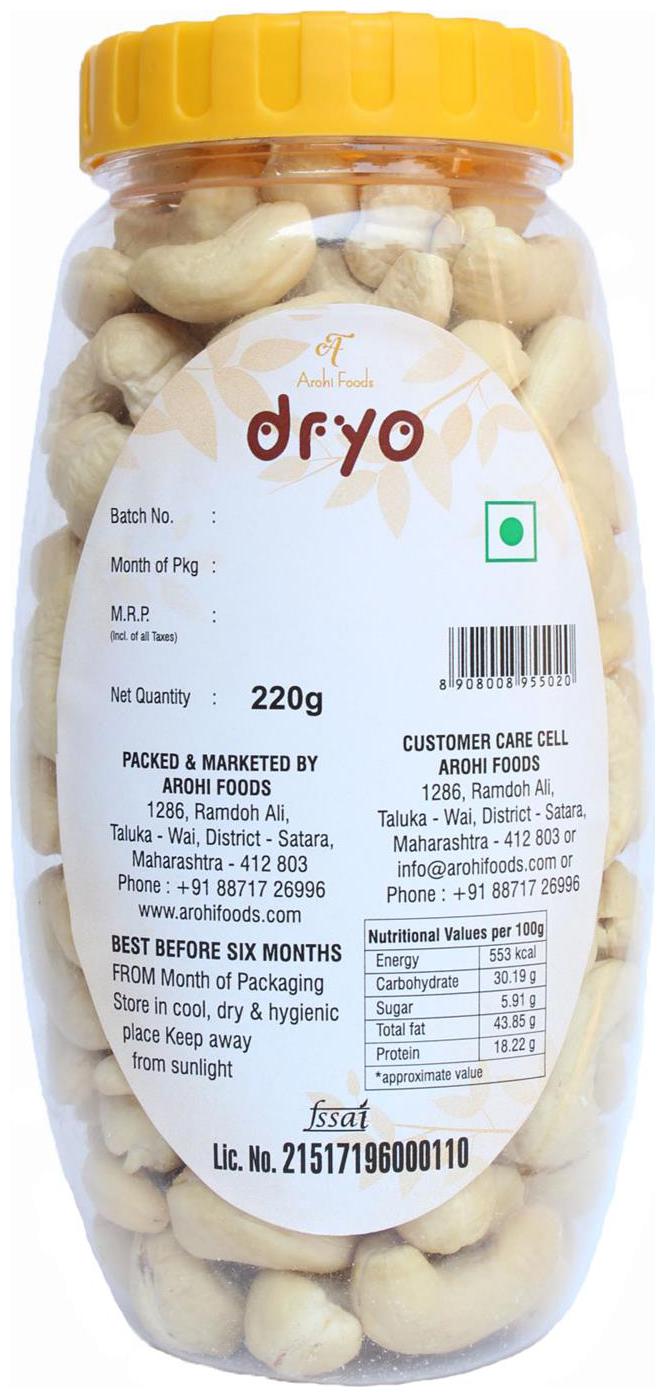 Arohi Foods
dryo
Batch No. :
Month of Pkg :
M.R.P. :
(Incl. of all Taxes)
8 908008 955020
Net Quantity : 220g
PACKED & MARKETED BY
AROHI FOODS
1286, Ramdoh Ali,
Taluka - Wai, District - Satara,
Maharashtra - 412 803
Phone : +91 88717 26996
www.arohifoods.com
CUSTOMER CARE CELL
AROHI FOODS
1286, Ramdoh Ali,
Taluka - Wai, District - Satara,
Maharashtra - 412 803 or
info@arohifoods.com or
Phone : +91 88717 26996
BEST BEFORE SIX MONTHS
FROM Month of Packaging
Store in cool, dry & hygienic
place Keep away
from sunlight
Nutritional Values per 100g
Energy 553 kcal
Carbohydrate 30.19 g
Sugar 5.91 g
Total fat 43.85 g
Protein 18.22 g
*approximate value
fssai
Lic. No. 21517196000110